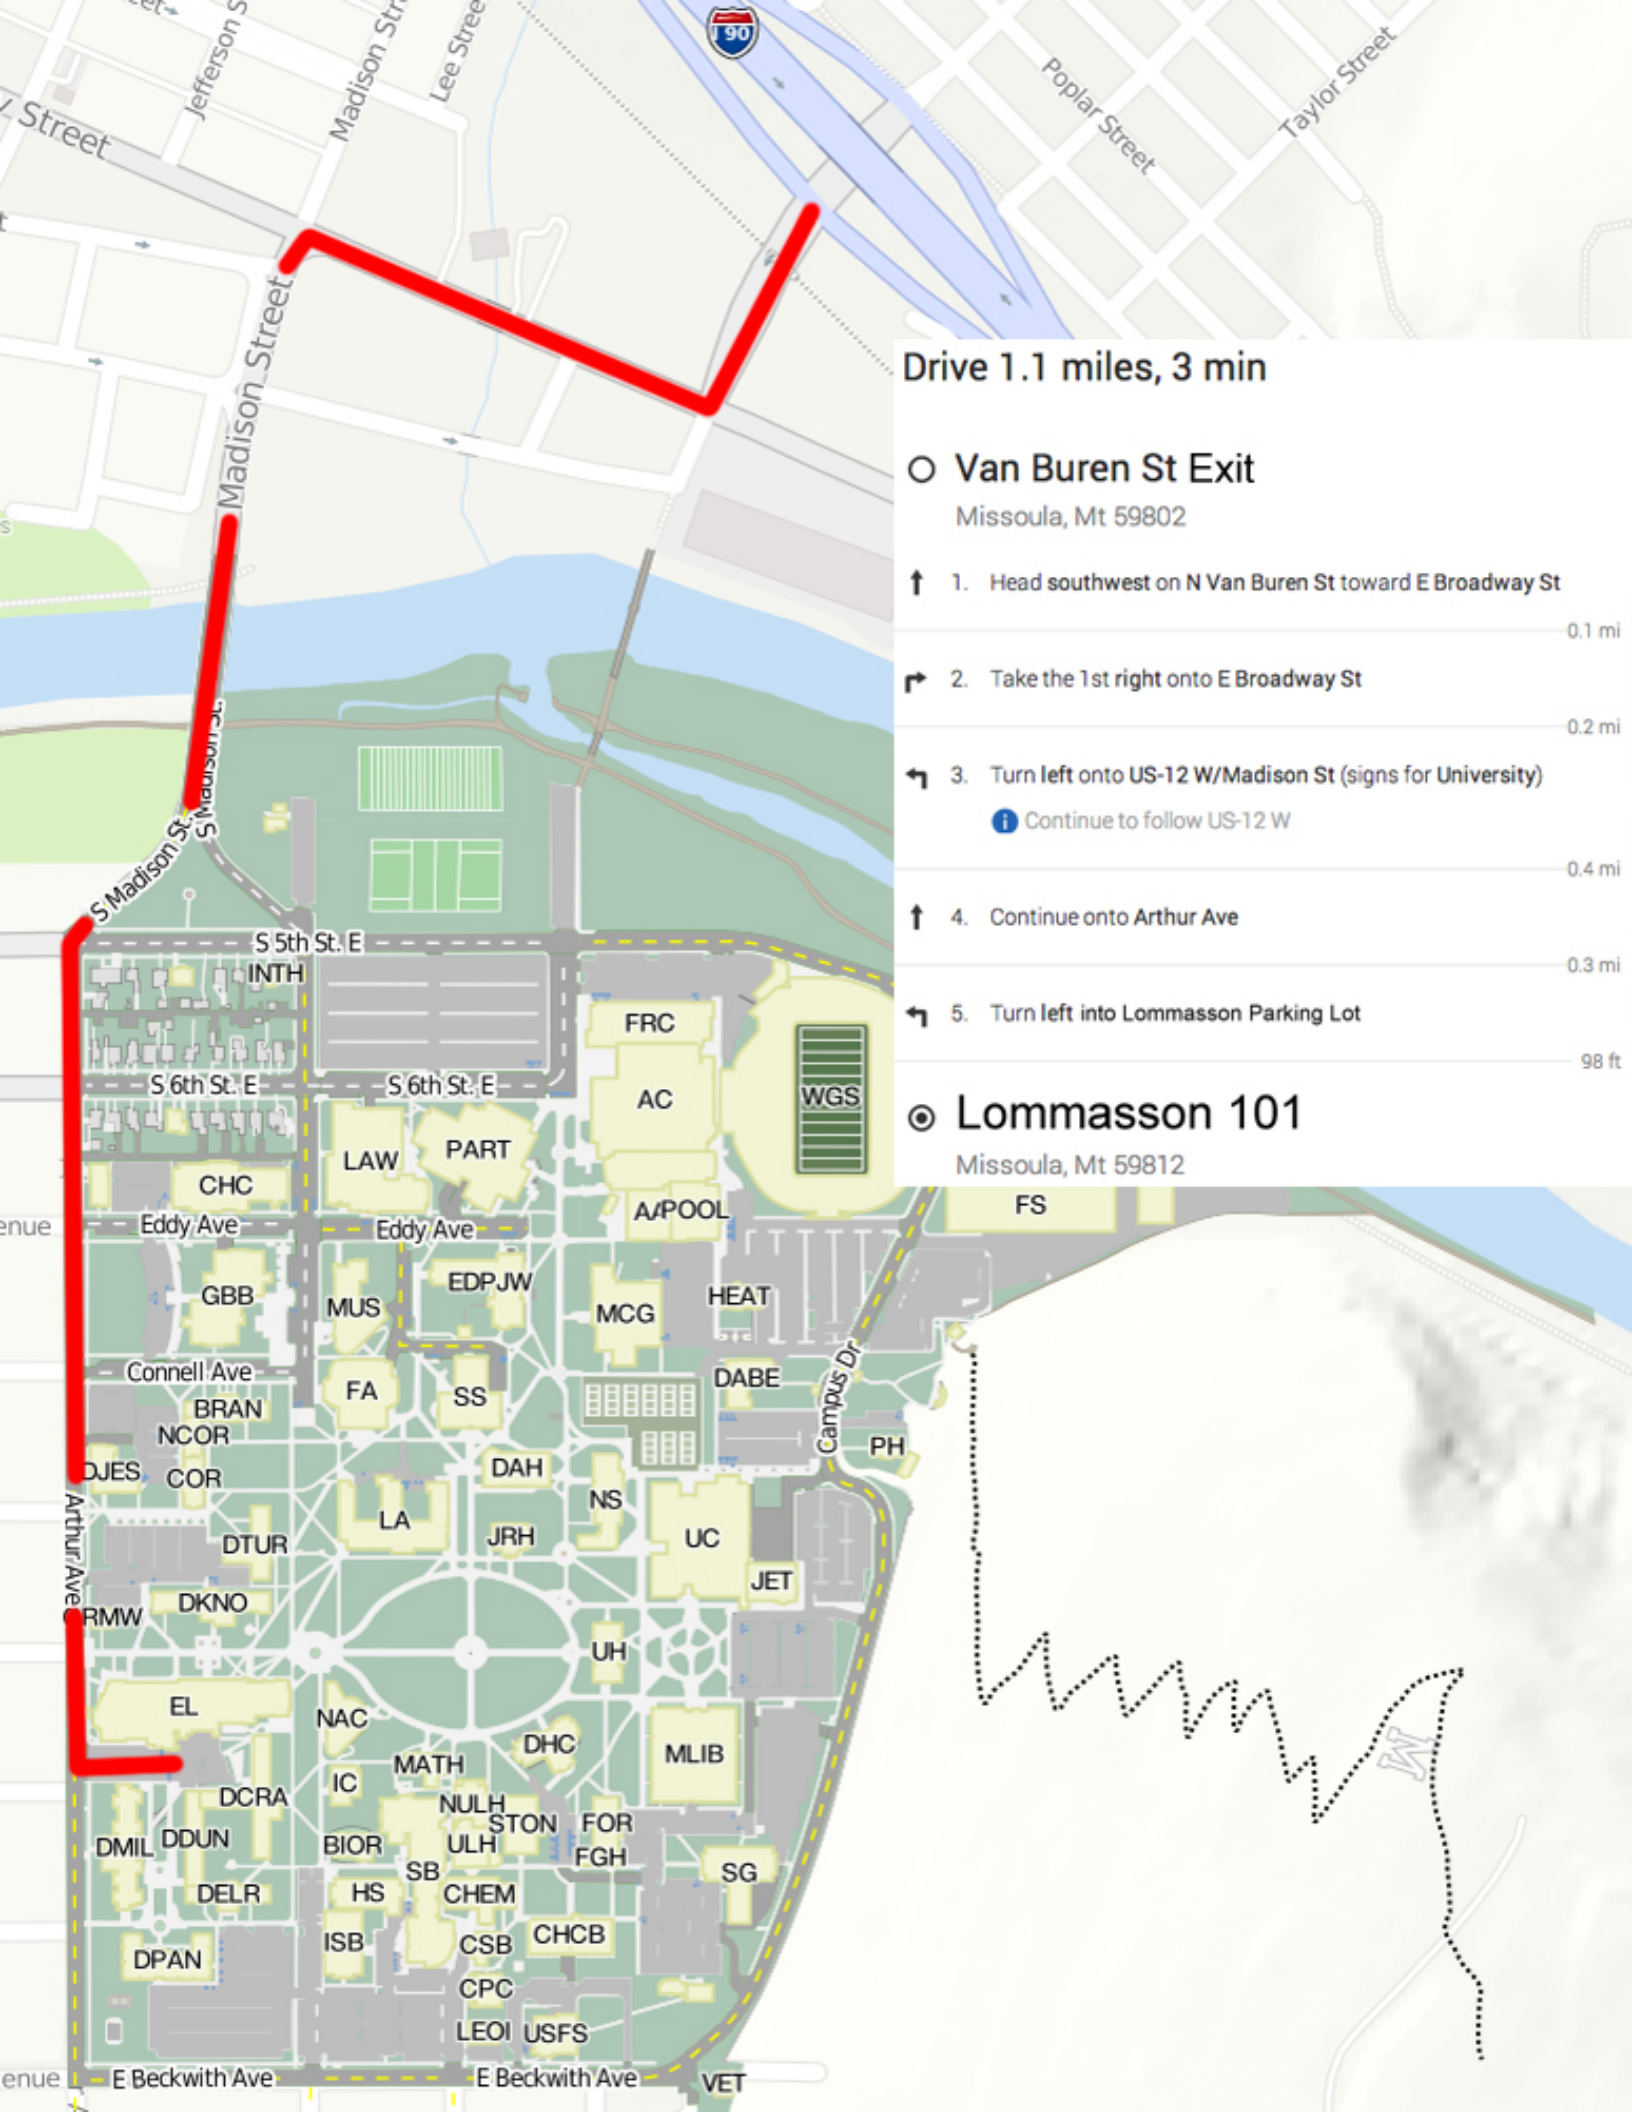 Jefferson S
Madison Str
Lee Street
I 90
Poplar Street
Taylor Street
Street
Madison Street
Drive 1.1 miles, 3 min
Van Buren St Exit
Missoula, Mt 59802
1. Head southwest on N Van Buren St toward E Broadway St
0.1 mi
2. Take the 1st right onto E Broadway St
0.2 mi
3. Turn left onto US-12 W/Madison St (signs for University)
Continue to follow US-12 W
0.4 mi
4. Continue onto Arthur Ave
0.3 mi
5. Turn left into Lommasson Parking Lot
98 ft
Lommasson 101
Missoula, Mt 59812
S Madison St.
S Madison St.
S 5th St. E
INTH
FRC
S 6th St. E
S 6th St. E
AC
WGS
LAW
PART
CHC
POOL
FS
enue
Eddy Ave
Eddy Ave
GBB
MUS
EDPJW
MCG
HEAT
Connell Ave
FA
SS
DABE
Campus Dr
BRAN
NCOR
PH
DJES
COR
DAH
NS
Arthur Ave
LA
DTUR
JRH
UC
JET
RMW
DKNO
UH
EL
NAC
DHC
MLIB
M
MATH
IC
DCRA
NULH
STON
FOR
DMIL
DDUN
BIOR
ULH
FGH
SB
SG
DELR
HS
CHEM
ISB
CSB
CHCB
DPAN
CPC
LEOI
USFS
enue
E Beckwith Ave
E Beckwith Ave
VET